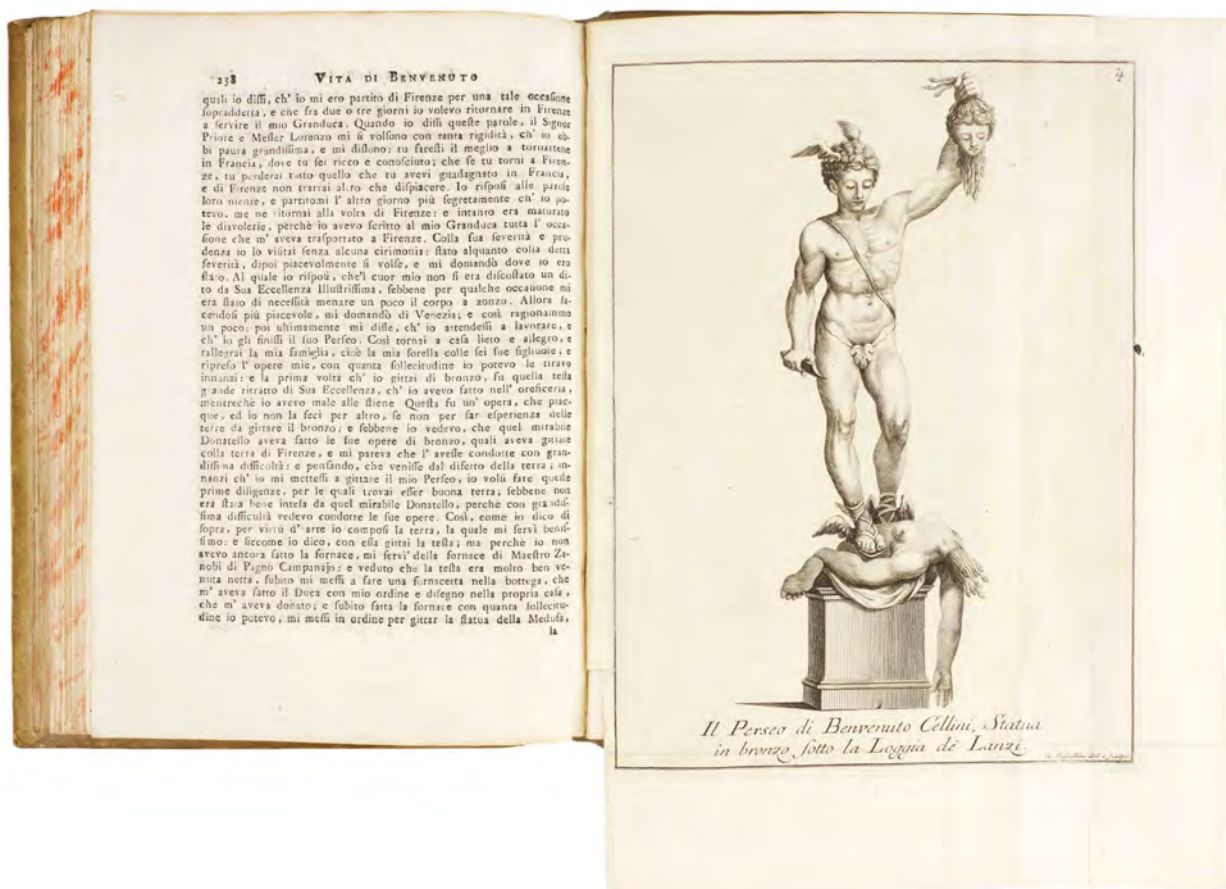 258 VITA DI BENVENUTO
quali io diſſi, ch' io mi ero partito di Firenze per una tale occaſione
ſopraddetta, e che fra due o tre giorni io volevo ritornare in Firenze
a ſervire il mio Granduca. Quando io diſſi queſte parole, il Signor
Priore e Meſſer Lorenzo mi ſi volſono con tanta rigidità, ch' io eb-
bi paura grandiſſima, e mi diſſono: tu fareſti il meglio a tornartene
in Francia, dove tu ſei ricco e conoſciuto; che ſe tu torni a Firen-
ze, tu perderai tutto quello che tu avevi guadagnato in Francia,
e di Firenze non trarrai altro che diſpiacere. Io riſpoſi alle parole
loro niente, e partitomi l' altro giorno più ſegretamente ch' io po-
tevo, me ne ritornai alla volta di Firenze: e intanto era maturato
le diavolerie, perchè io avevo ſcritto al mio Granduca tutta l' occa-
ſione che m' aveva traſportato a Firenze. Colla ſua ſeverità e pru-
denza io lo viſitai ſenza alcuna cirimonia: ſtato alquanto colla detta
ſeverità, dipoi piacevolmente ſi volſe, e mi domandò dove io ero
ſtato. Al quale io riſpoſi, che'l cuor mio non ſi era diſcoſtato un di-
to da Sua Eccellenza Illuſtriſſima, ſebbene per qualche occaſione mi
era ſtato di neceſſità menare un poco il corpo a zonzo. Allora fa-
cendoſi più piacevole, mi domandò di Venezia; e così ragionammo
un poco: poi ultimamente mi diſſe, ch' io attendeſſi a lavorare, e
ch' io gli finiſſi il ſuo Perſeo. Così tornai a caſa lieto e allegro, e
rallegrai la mia famiglia, cioè la mia ſorella colle ſei ſue figliuole, e
ripreſo l' opere mie, con quanta ſollecitudine io potevo le tiravo
innanzi: e la prima volta ch' io gittai di bronzo, fu quella teſta
grande ritratto di Sua Eccellenza, ch' io avevo fatto nell' oreficeria,
mentrechè io avevo male alle ſtiene Queſta fu un' opera, che piac-
que, ed io non la feci per altro, ſe non per far eſperienza delle
terre da gittare il bronzo; e ſebbene io vedevo, che quel mirabile
Donatello aveva fatto le ſue opere di bronzo, quali aveva gittate
colla terra di Firenze, e mi pareva che l' aveſſe condotte con gran-
diſſima difficoltà: e penſando, che veniſſe dal difetto della terra; in-
nanzi ch' io mi metteſſi a gittare il mio Perſeo, io volſi fare queſte
prime diligenze, per le quali trovai eſſer buona terra; ſebbene non
era ſtata bene inteſa da quel mirabile Donatello, perchè con grandiſ-
ſima difficultà vedevo condotte le ſue opere. Così, come io dico di
ſopra, per virtù d' arte io compoſi la terra, la quale mi ſervì beniſ-
ſimo: e ſiccome io dico, con eſſa gittai la teſta; ma perchè io non
avevo ancora fatto la fornace, mi ſervi' della fornace di Maeſtro Za-
nobi di Pagno Campanajo: e veduto che la teſta era molto ben ve-
nuta netta, ſubito mi meſſi a fare una fornacetta nella bottega, che
m' aveva fatto il Duca con mio ordine e diſegno nella propria caſa,
che m' aveva donato; e ſubito fatta la fornace con quanta ſollecitu-
dine io potevo, mi meſſi in ordine per gittar la ſtatua della Meduſa,
la
4
Il Perseo di Benvenuto Cellini, Statua
in bronzo ſotto la Loggia de' Lanzi.